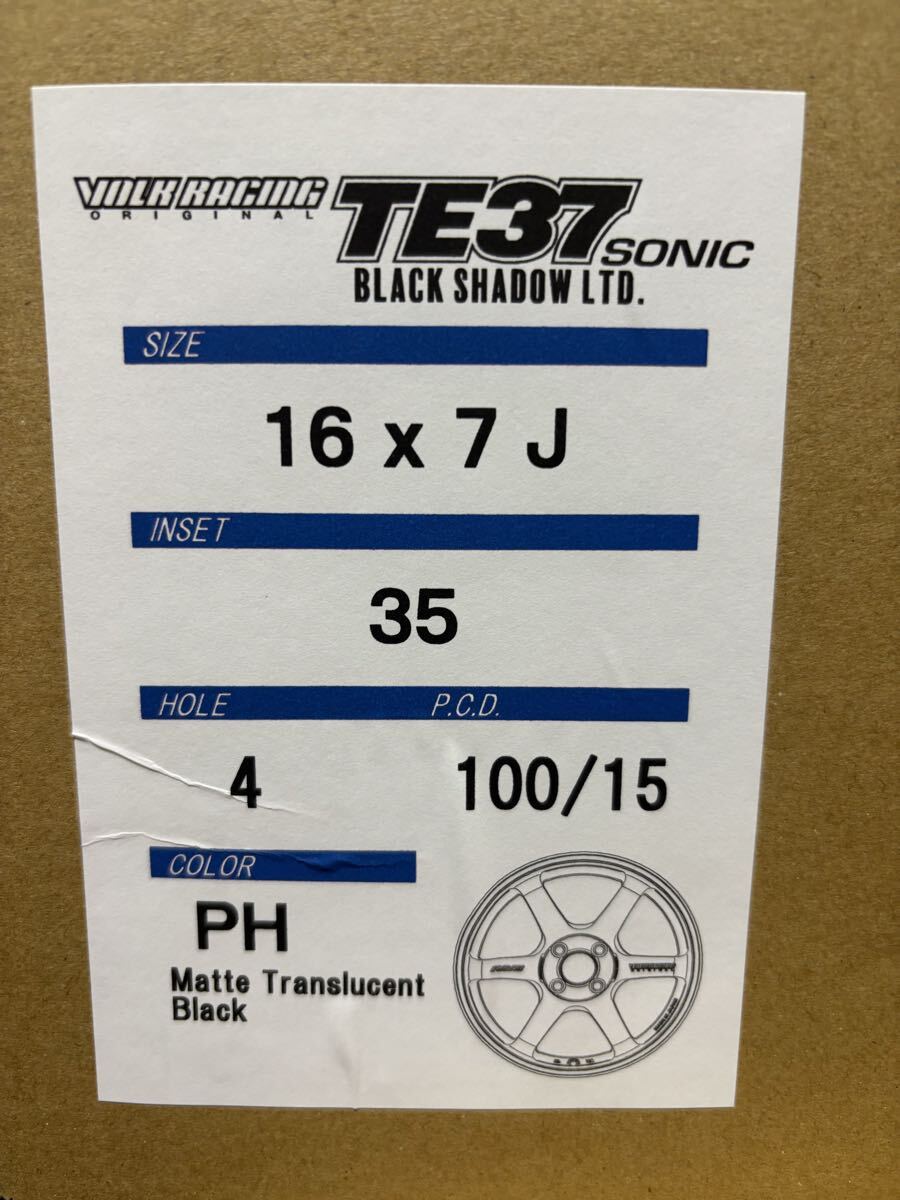 VOLK RACING
ORIGINAL
TE37 SONIC
BLACK SHADOW LTD.
SIZE
16 x 7 J
INSET
35
HOLE P.C.D.
4 100/15
COLOR
PH
Matte Translucent
Black